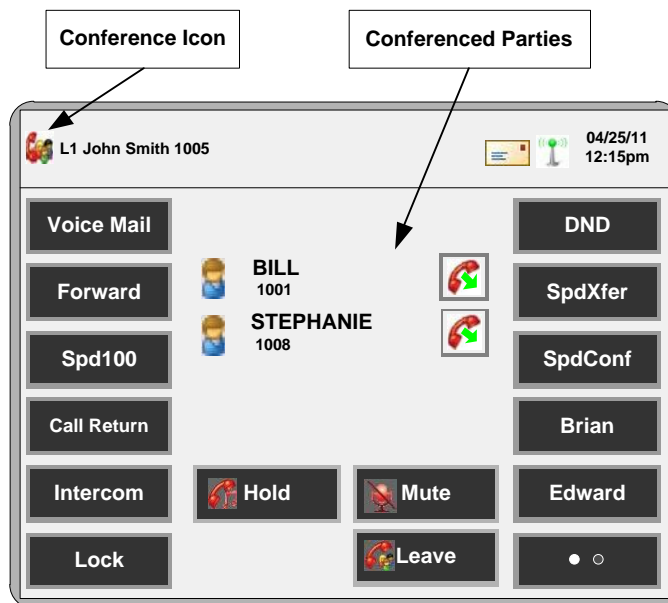 Conference Icon
Conferenced Parties
L1 John Smith 1005
04/25/11
12:15pm
Voice Mail
DND
BILL
1001
Forward
SpdXfer
STEPHANIE
1008
Spd100
SpdConf
Call Return
Brian
Intercom
Hold
Mute
Edward
Lock
Leave